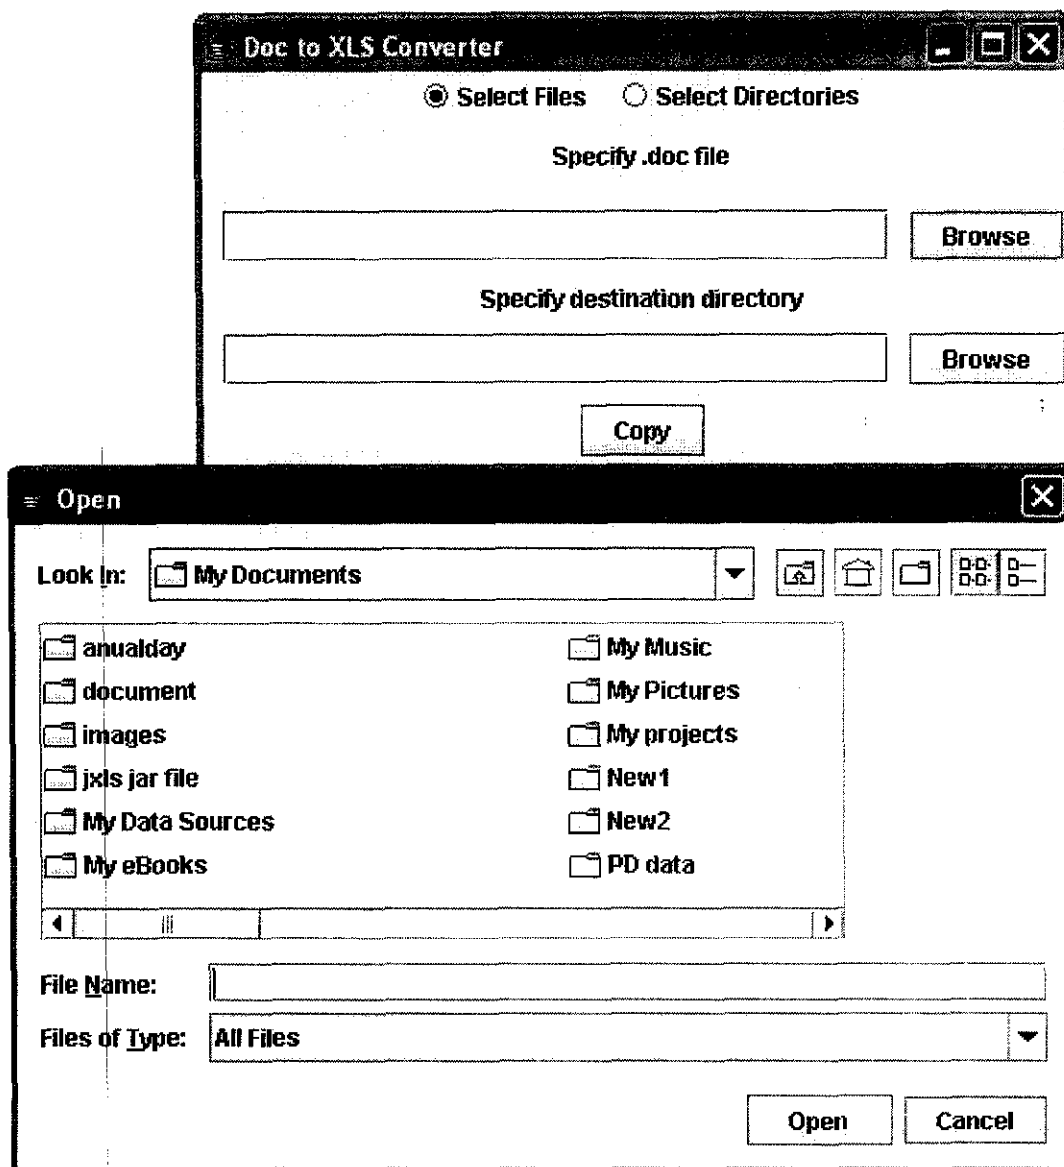 Doc to XLS Converter
Select Files Select Directories
Specify .doc file
Browse
Specify destination directory
Browse
Copy
Open
Look In: My Documents
anualday My Music
document My Pictures
images My projects
jxls jar file New1
My Data Sources New2
My eBooks PD data
File Name:
Files of Type: All Files
Open Cancel